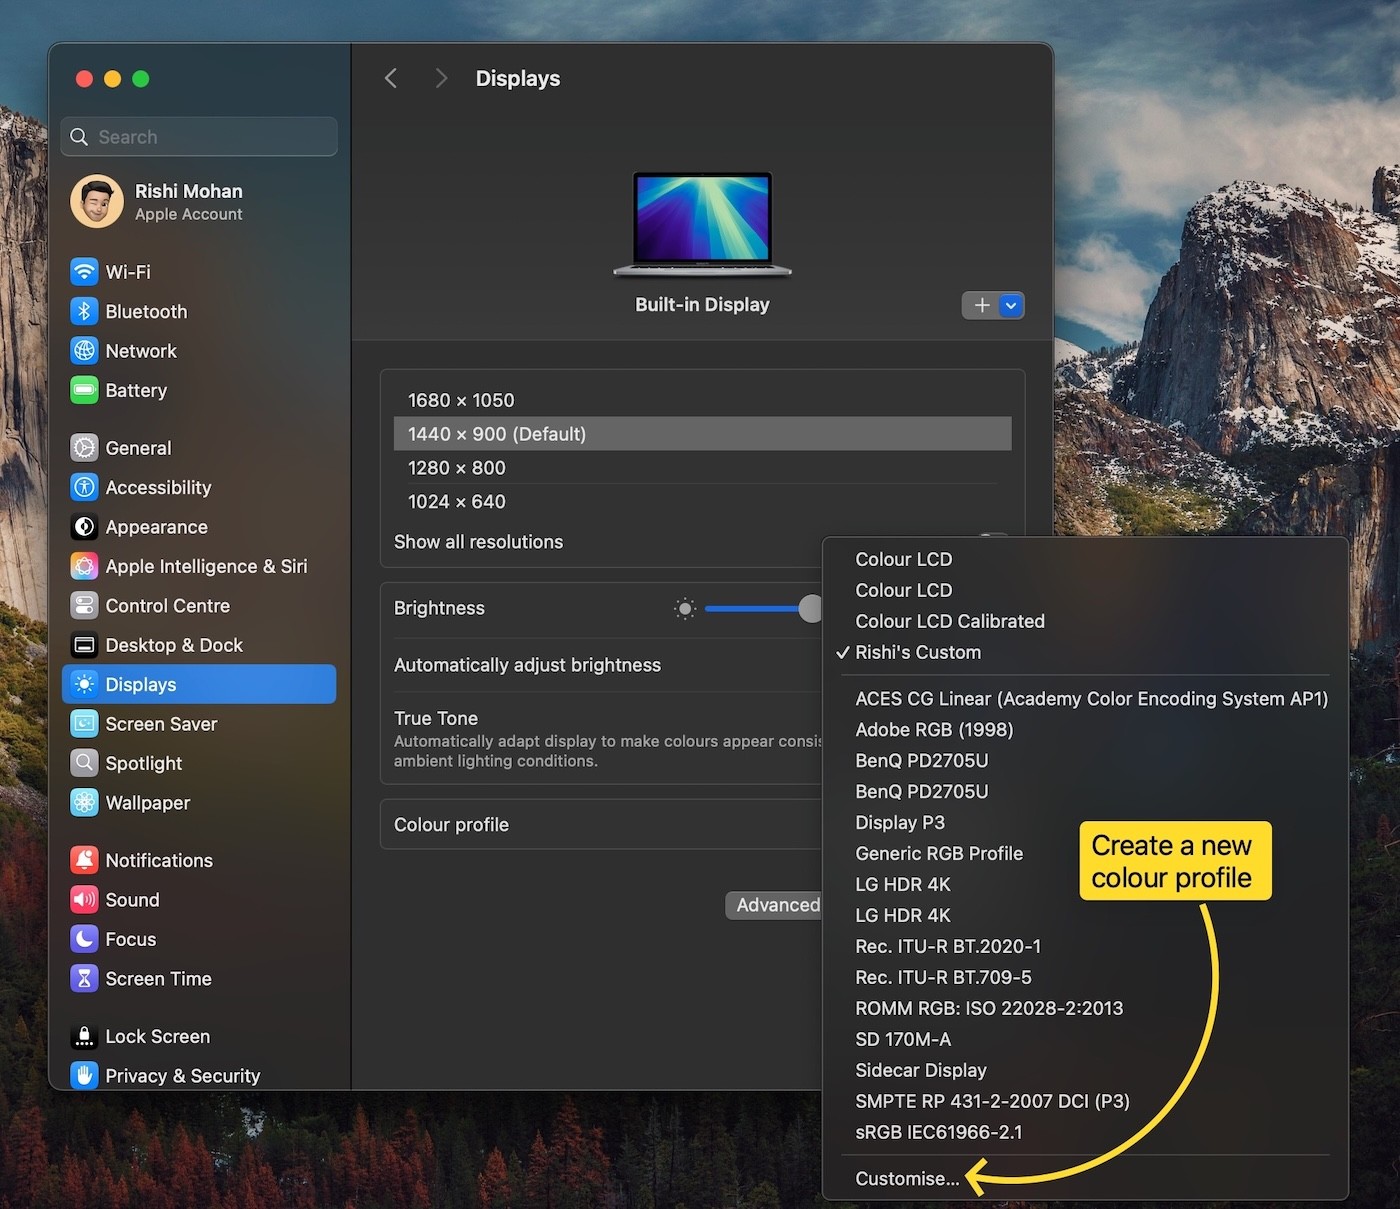 Displays
Search
Rishi Mohan
Apple Account
Wi-Fi
Bluetooth
Network
Battery
General
Accessibility
Appearance
Apple Intelligence & Siri
Control Centre
Desktop & Dock
Displays
Screen Saver
Spotlight
Wallpaper
Notifications
Sound
Focus
Screen Time
Lock Screen
Privacy & Security
Built-in Display
1680 × 1050
1440 × 900 (Default)
1280 × 800
1024 × 640
Show all resolutions
Brightness
Automatically adjust brightness
True Tone
Automatically adapt display to make colours appear
ambient lighting conditions.
Colour profile
Advanced
Colour LCD
Colour LCD
Colour LCD Calibrated
✓ Rishi's Custom
ACES CG Linear (Academy Color Encoding System AP1)
Adobe RGB (1998)
BenQ PD2705U
BenQ PD2705U
Display P3
Generic RGB Profile
LG HDR 4K
LG HDR 4K
Rec. ITU-R BT.2020-1
Rec. ITU-R BT.709-5
ROMM RGB: ISO 22028-2:2013
SD 170M-A
Sidecar Display
SMPTE RP 431-2-2007 DCI (P3)
sRGB IEC61966-2.1
Customise...
Create a new
colour profile